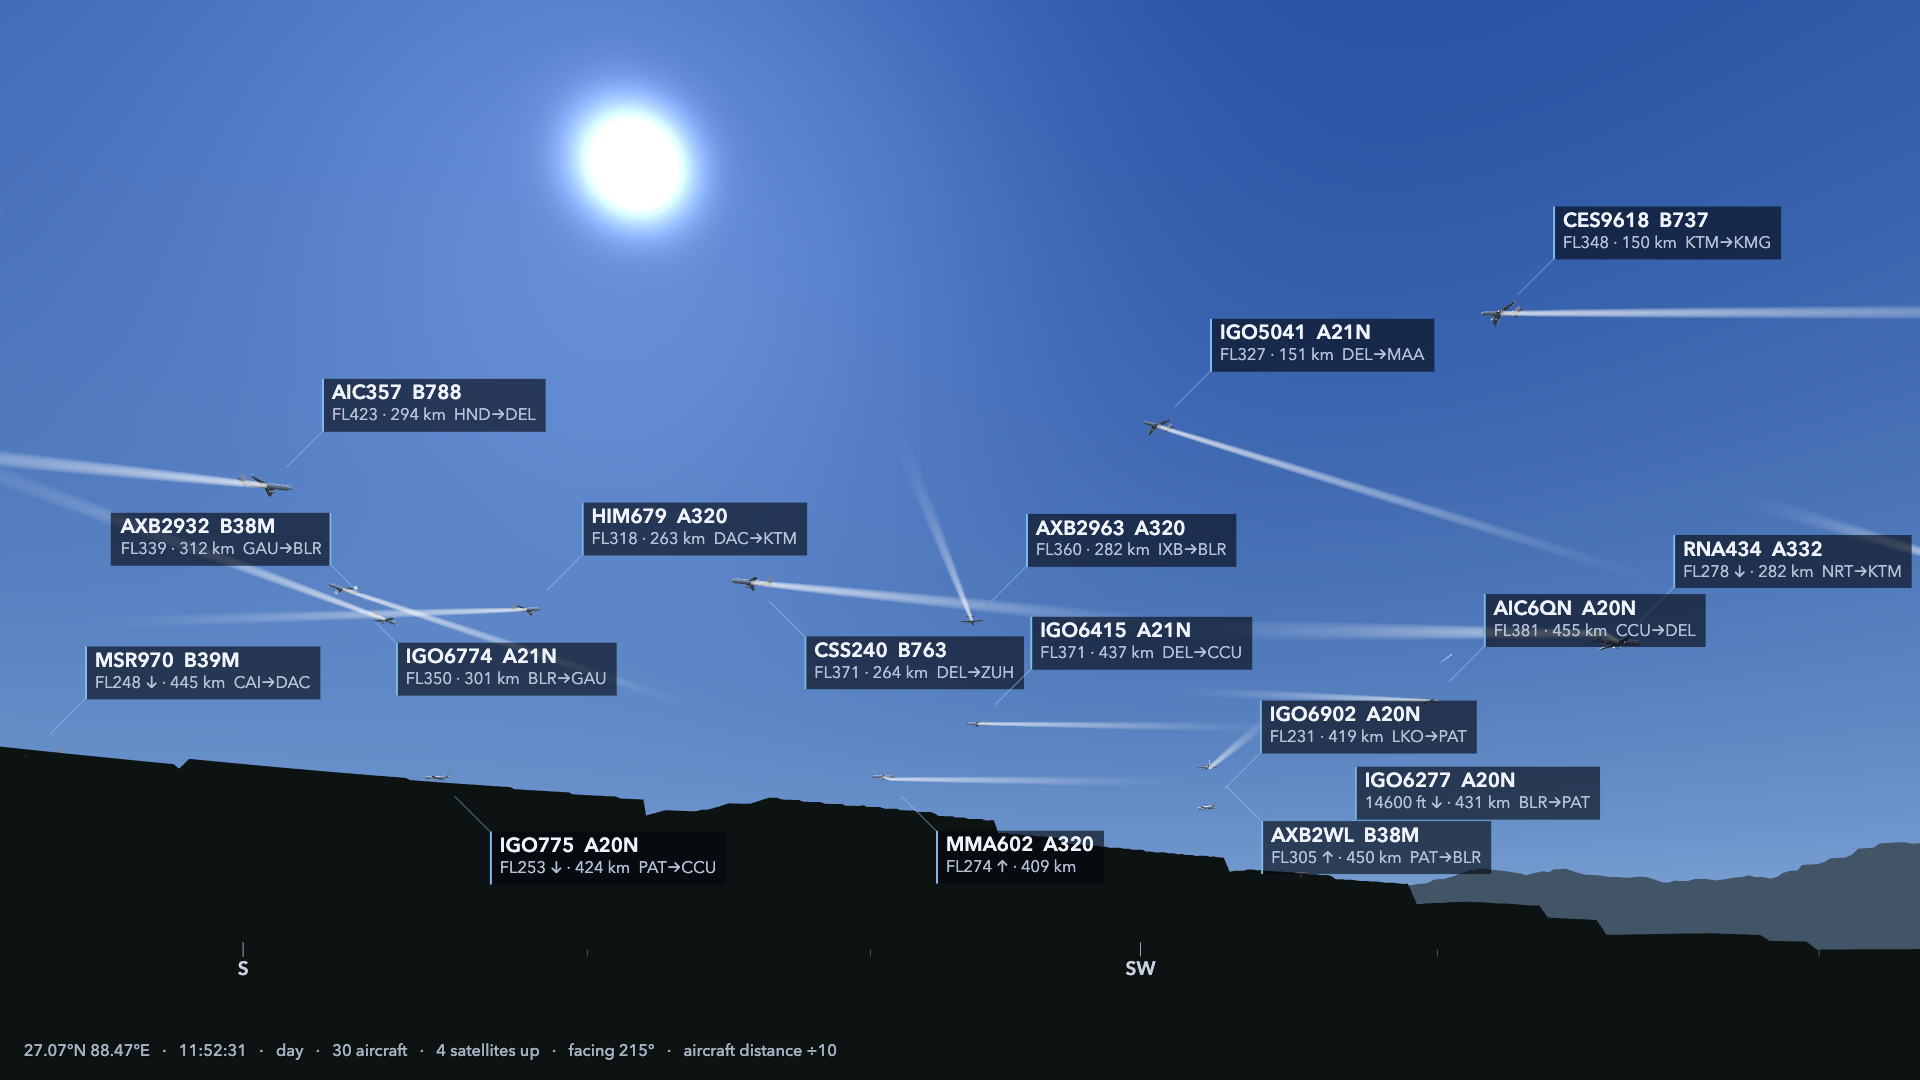 CES9618 B737
FL348 · 150 km KTM→KMG
IGO5041 A21N
FL327 · 151 km DEL→MAA
AIC357 B788
FL423 · 294 km HND→DEL
HIM679 A320
FL318 · 263 km DAC→KTM
AXB2932 B38M
FL339 · 312 km GAU→BLR
AXB2963 A320
FL360 · 282 km IXB→BLR
RNA434 A332
FL278 ↓ · 282 km NRT→KTM
AIC6QN A20N
FL381 · 455 km CCU→DEL
IGO6415 A21N
FL371 · 437 km DEL→CCU
CSS240 B763
FL371 · 264 km DEL→ZUH
IGO6774 A21N
FL350 · 301 km BLR→GAU
MSR970 B39M
FL248 ↓ · 445 km CAI→DAC
IGO6902 A20N
FL231 · 419 km LKO→PAT
IGO6277 A20N
14600 ft ↓ · 431 km BLR→PAT
AXB2WL B38M
FL305 ↑ · 450 km PAT→BLR
IGO775 A20N
FL253 ↓ · 424 km PAT→CCU
MMA602 A320
FL274 ↑ · 409 km
S
SW
27.07°N 88.47°E · 11:52:31 · day · 30 aircraft · 4 satellites up · facing 215° · aircraft distance ÷10